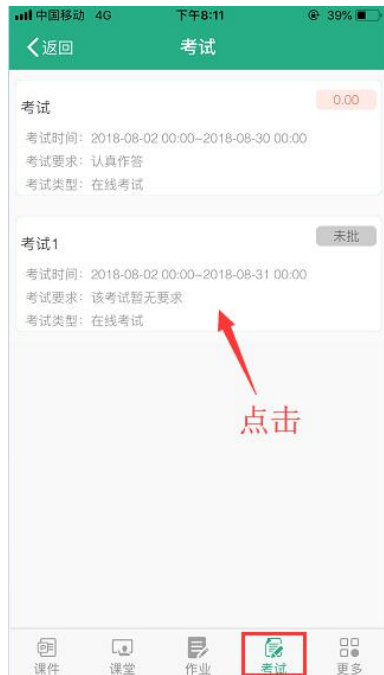 中国移动 4G 下午8:11 39%
返回 考试
考试 0.00
考试时间：2018-08-02 00:00~2018-08-30 00:00
考试要求：认真作答
考试类型：在线考试
考试1 未批
考试时间：2018-08-02 00:00~2018-08-31 00:00
考试要求：该考试暂无要求
考试类型：在线考试
点击
课件 课堂 作业 考试 更多